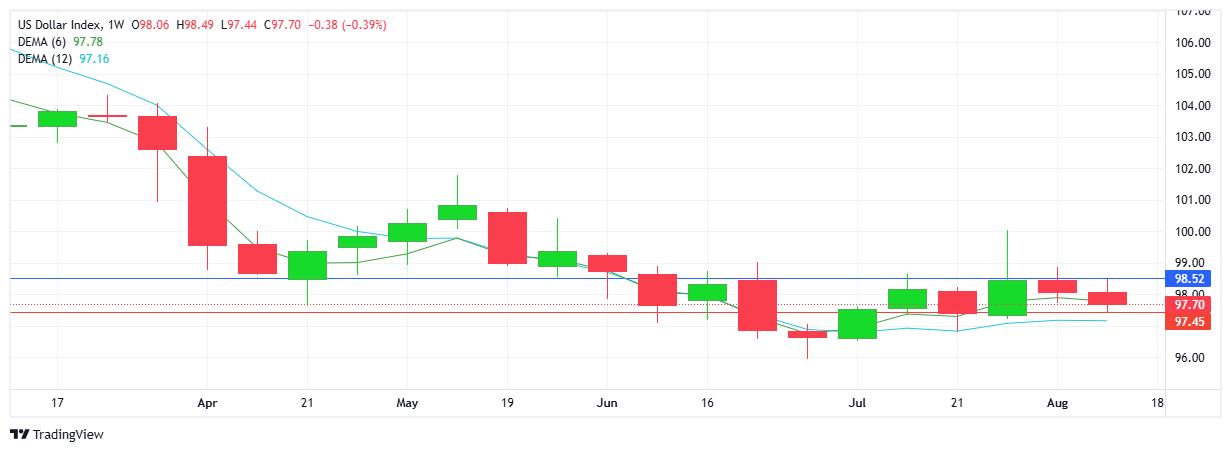 US Dollar Index, 1W O98.06 H98.49 L97.44 C97.70 −0.38 (−0.39%)
DEMA (6) 97.78
DEMA (12) 97.16
107.00
106.00
105.00
104.00
103.00
102.00
101.00
100.00
99.00
98.52
98.00
97.70
97.45
96.00
17 Apr 21 May 19 Jun 16 Jul 21 Aug 18
TradingView